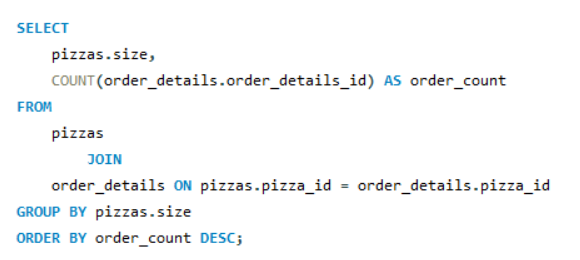 SELECT
    pizzas.size,
    COUNT(order_details.order_details_id) AS order_count
FROM
    pizzas
        JOIN
    order_details ON pizzas.pizza_id = order_details.pizza_id
GROUP BY pizzas.size
ORDER BY order_count DESC;